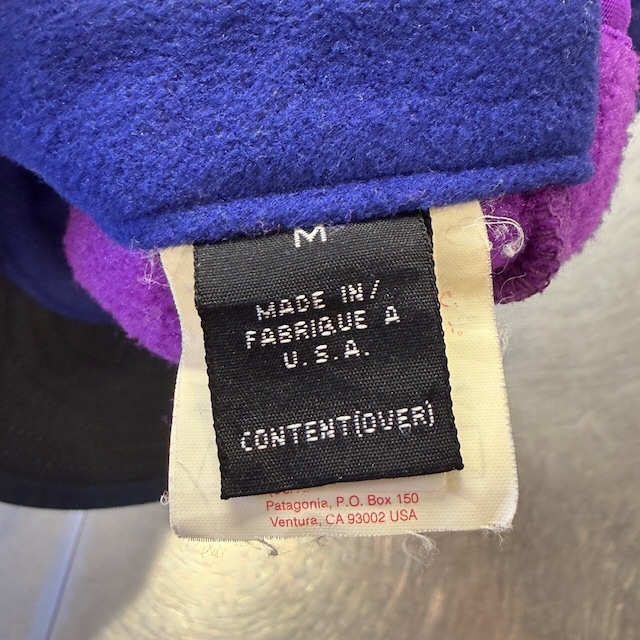 M
MADE IN/
FABRIQUE A
U.S.A.
CONTENT(OVER)
Patagonia, P.O. Box 150
Ventura, CA 93002 USA